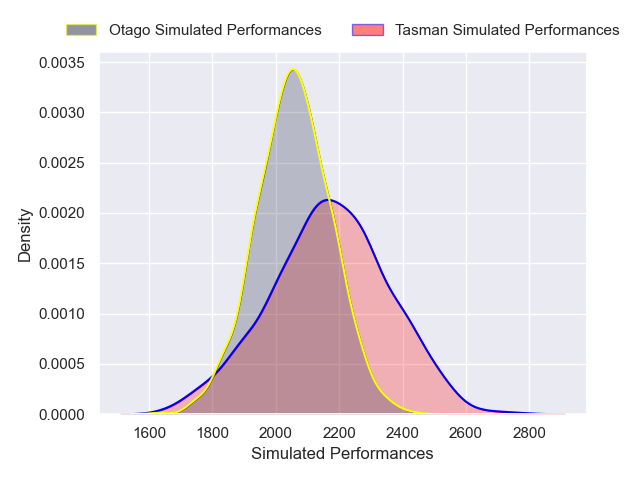 Otago Simulated Performances
Tasman Simulated Performances
0.0035
0.0030
0.0025
0.0020
0.0015
0.0010
0.0005
0.0000
Density
1600 1800 2000 2200 2400 2600 2800
Simulated Performances